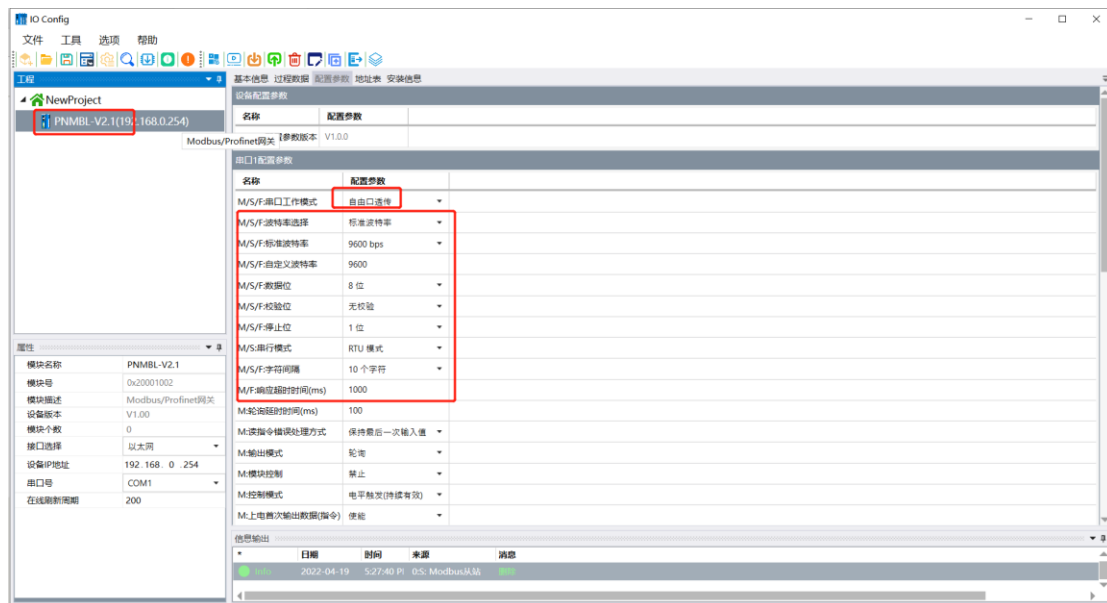 IO Config
文件 工具 选项 帮助
工程
NewProject
PNMBL-V2.1(192.168.0.254)
Modbus/Profinet网关
属性
模块名称 PNMBL-V2.1
模块号 0x20001002
模块描述 Modbus/Profinet网关
设备版本 V1.00
模块个数 0
接口选择 以太网
设备IP地址 192.168. 0 .254
串口号 COM1
在线刷新周期 200
基本信息 过程数据 配置参数 地址表 安装信息
设备配置参数
名称 配置参数
参数版本 V1.0.0
串口1配置参数
名称 配置参数
M/S/F:串口工作模式 自由口透传
M/S/F:波特率选择 标准波特率
M/S/F:标准波特率 9600 bps
M/S/F:自定义波特率 9600
M/S/F:数据位 8 位
M/S/F:校验位 无校验
M/S/F:停止位 1 位
M/S:串行模式 RTU 模式
M/S/F:字符间隔 10 个字符
M/F:响应超时时间(ms) 1000
M:轮询延时时间(ms) 100
M:读指令错误处理方式 保持最后一次输入值
M:输出模式 轮询
M:模块控制 禁止
M:控制模式 电平触发(持续有效)
M:上电首次输出数据(指令) 使能
信息输出
* 日期 时间 来源 消息
Info 2022-04-19 5:27:40 PI 0:S: Modbus从站 删除